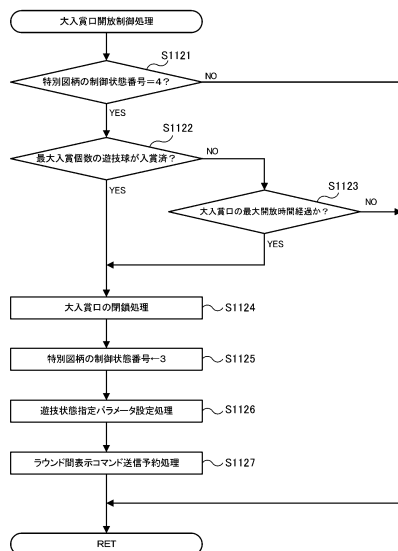 大入賞口開放制御処理
S1121
特別図柄の制御状態番号=4?
NO
YES
S1122
最大入賞個数の遊技球が入賞済?
NO
YES
S1123
大入賞口の最大開放時間経過か?
NO
YES
大入賞口の閉鎖処理
S1124
特別図柄の制御状態番号←3
S1125
遊技状態指定パラメータ設定処理
S1126
ラウンド間表示コマンド送信予約処理
S1127
RET